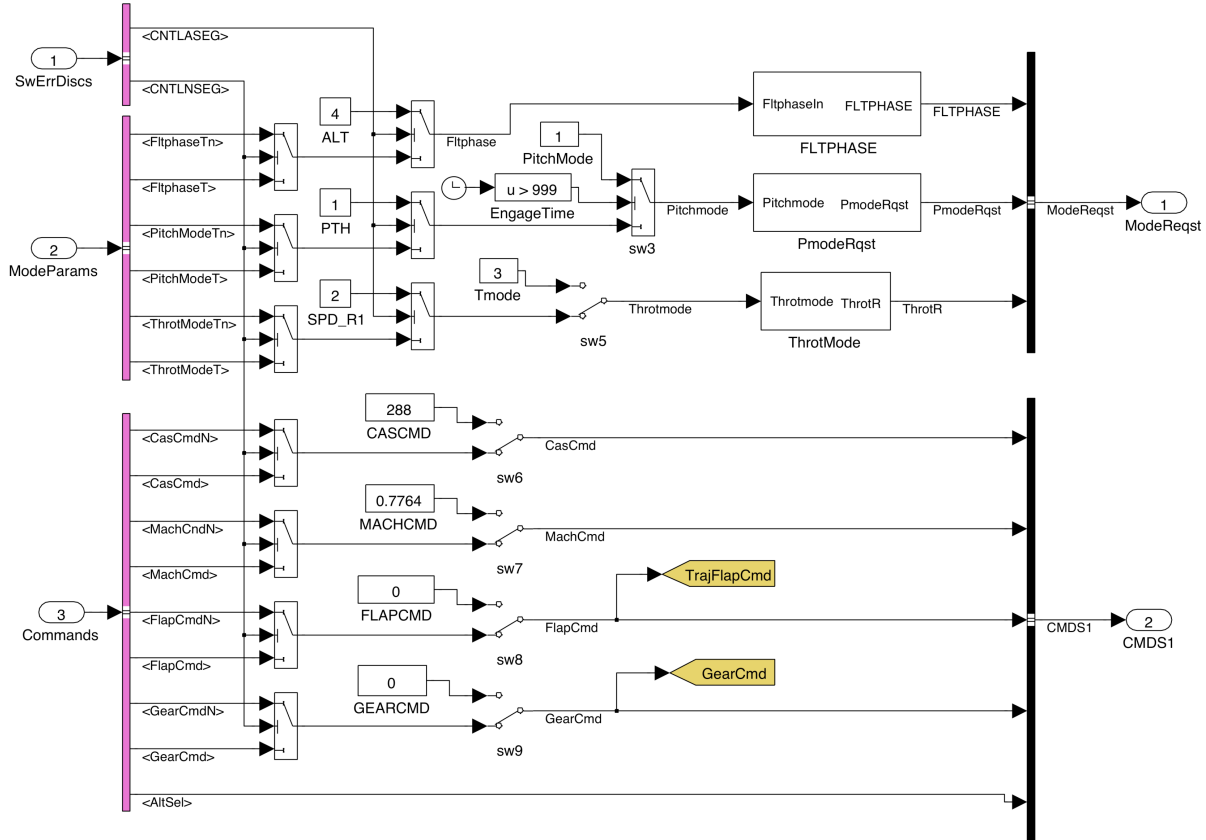 <CNTLASEG>
1
SwErrDiscs
<CNTLNSEG>
4
ALT
Fltphase
FltphaseIn FLTPHASE
FLTPHASE
FLTPHASE
<FltphaseTn>
<FltphaseT>
1
PitchMode
u > 999
EngageTime
1
PTH
sw3
Pitchmode
Pitchmode PmodeRqst
PmodeRqst
PmodeRqst
ModeReqst
1
ModeReqst
<PitchModeTn>
2
ModeParams
<PitchModeT>
3
Tmode
2
SPD_R1
sw5
Throtmode
Throtmode ThrotR
ThrotR
ThrotMode
<ThrotModeTn>
<ThrotModeT>
288
CASCMD
<CasCmdN>
CasCmd
sw6
<CasCmd>
0.7764
MACHCMD
<MachCndN>
MachCmd
sw7
<MachCmd>
TrajFlapCmd
0
FLAPCMD
3
Commands
<FlapCmdN>
FlapCmd
sw8
<FlapCmd>
CMDS1
2
CMDS1
GearCmd
0
GEARCMD
<GearCmdN>
GearCmd
sw9
<GearCmd>
<AltSel>